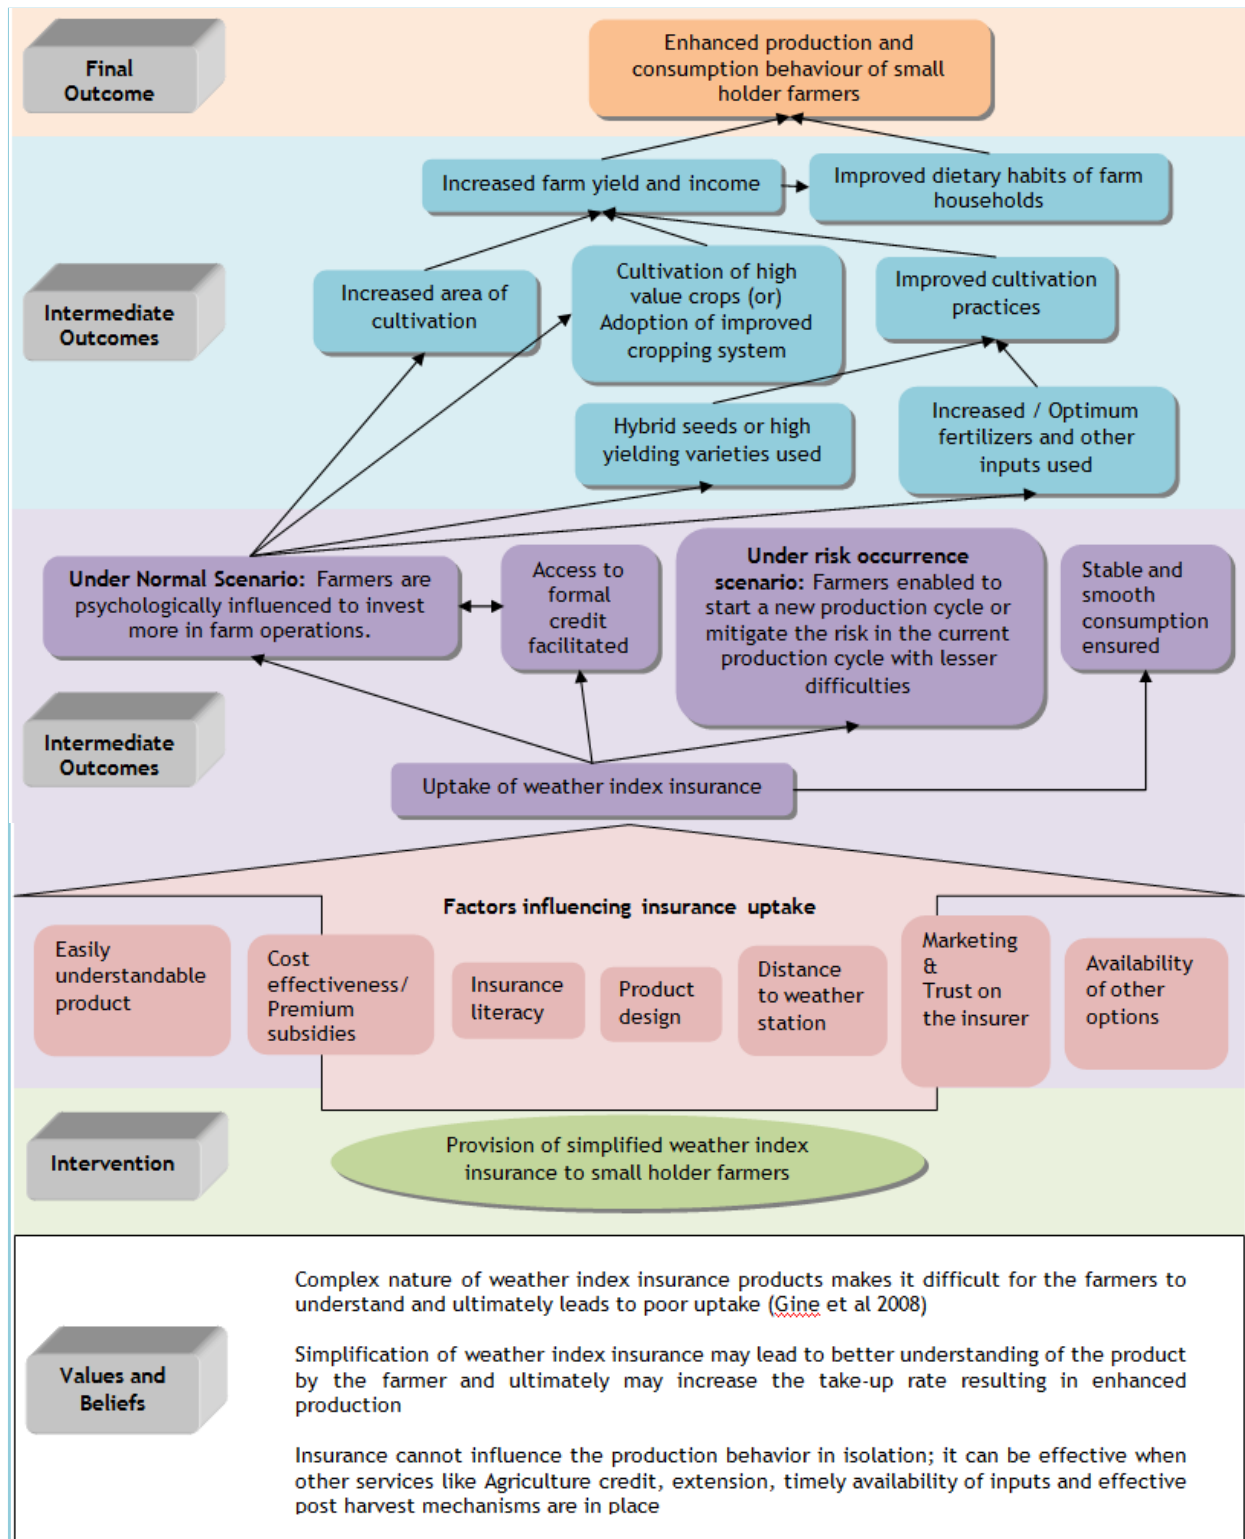 Final
Outcome
Enhanced production and
consumption behaviour of small
holder farmers
Increased farm yield and income
Improved dietary habits of farm
households
Intermediate
Outcomes
Increased area of
cultivation
Cultivation of high
value crops (or)
Adoption of improved
cropping system
Improved cultivation
practices
Hybrid seeds or high
yielding varieties used
Increased / Optimum
fertilizers and other
inputs used
Under Normal Scenario: Farmers are
psychologically influenced to invest
more in farm operations.
Access to
formal
credit
facilitated
Under risk occurrence
scenario: Farmers enabled to
start a new production cycle or
mitigate the risk in the current
production cycle with lesser
difficulties
Stable and
smooth
consumption
ensured
Intermediate
Outcomes
Uptake of weather index insurance
Factors influencing insurance uptake
Easily
understandable
product
Cost
effectiveness/
Premium
subsidies
Insurance
literacy
Product
design
Distance
to weather
station
Marketing
&
Trust on
the insurer
Availability
of other
options
Intervention
Provision of simplified weather index
insurance to small holder farmers
Values and
Beliefs
Complex nature of weather index insurance products makes it difficult for the farmers to
understand and ultimately leads to poor uptake (Gine et al 2008)
Simplification of weather index insurance may lead to better understanding of the product
by the farmer and ultimately may increase the take-up rate resulting in enhanced
production
Insurance cannot influence the production behavior in isolation; it can be effective when
other services like Agriculture credit, extension, timely availability of inputs and effective
post harvest mechanisms are in place